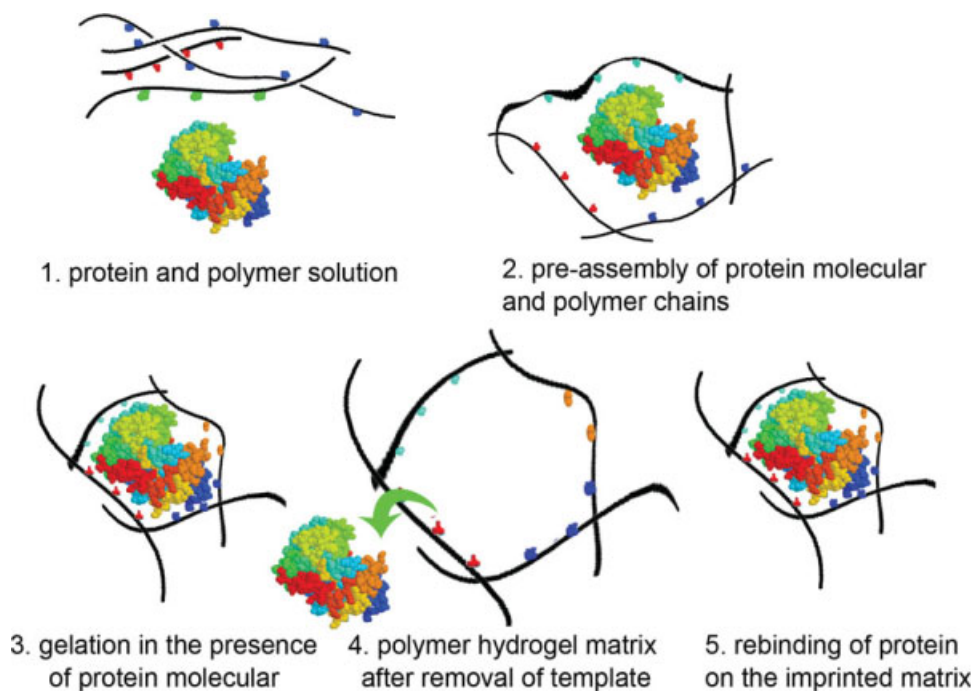 1. protein and polymer solution
2. pre-assembly of protein molecular
and polymer chains
3. gelation in the presence
of protein molecular
4. polymer hydrogel matrix
after removal of template
5. rebinding of protein
on the imprinted matrix